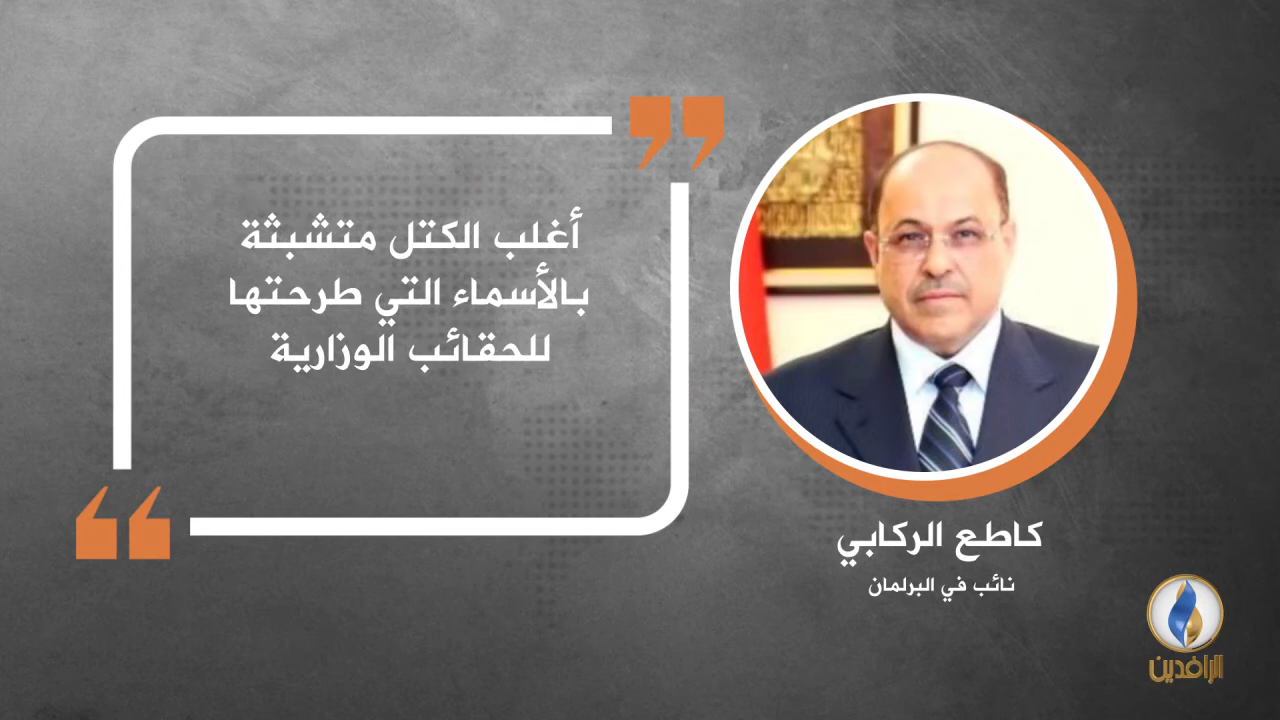 أغلب الكتل متشبثة
بالأسماء التي طرحتها
للحقائب الوزارية
كاطع الركابي
نائب في البرلمان
الرافدين